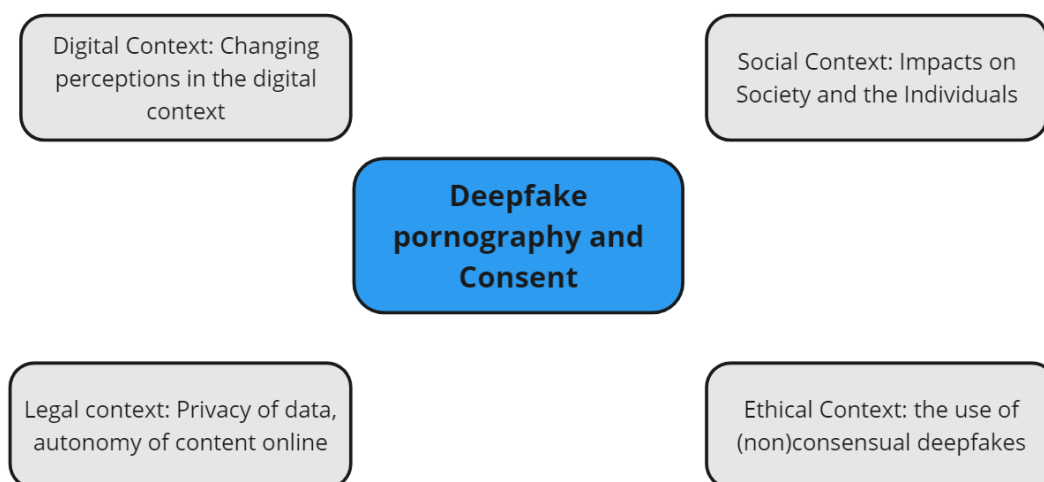 Digital Context: Changing
perceptions in the digital
context
Social Context: Impacts on
Society and the Individuals
Deepfake
pornography and
Consent
Legal context: Privacy of data,
autonomy of content online
Ethical Context: the use of
(non)consensual deepfakes